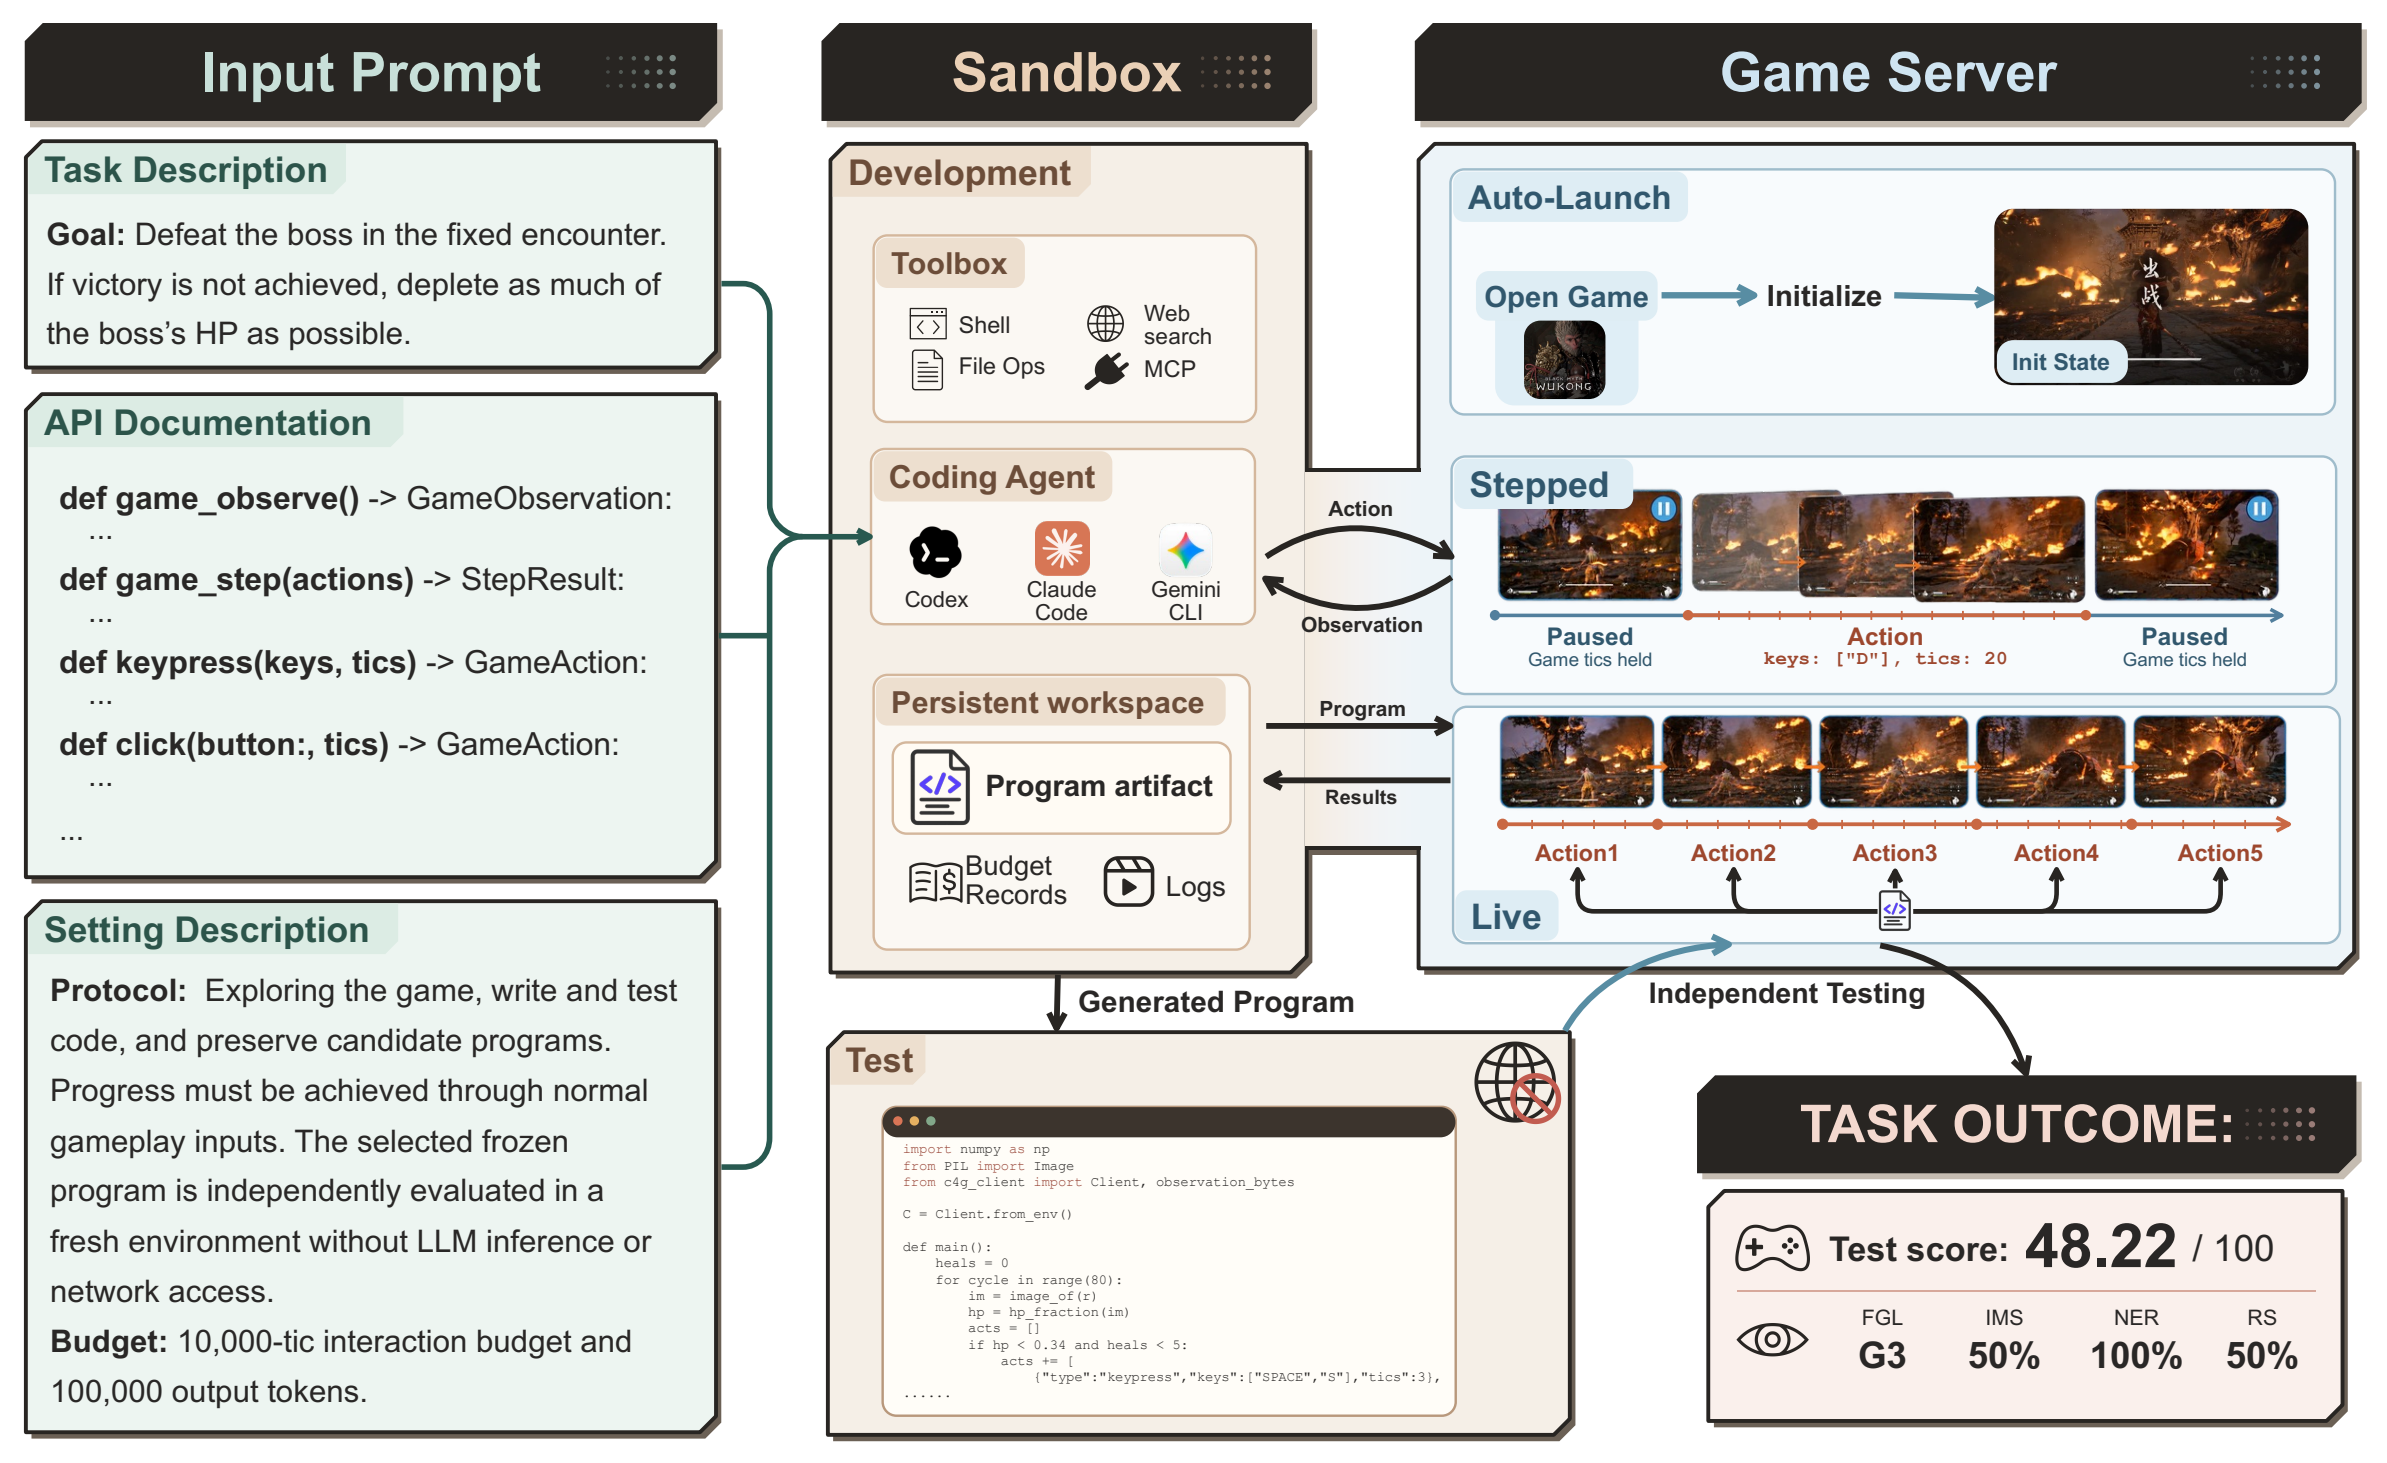 Input Prompt
Task Description
Goal: Defeat the boss in the fixed encounter.
If victory is not achieved, deplete as much of
the boss’s HP as possible.
API Documentation
def game_observe() -> GameObservation:
...
def game_step(actions) -> StepResult:
...
def keypress(keys, tics) -> GameAction:
...
def click(button:, tics) -> GameAction:
...
...
Setting Description
Protocol:  Exploring the game, write and test
code, and preserve candidate programs.
Progress must be achieved through normal
gameplay inputs. The selected frozen
program is independently evaluated in a
fresh environment without LLM inference or
network access.
Budget: 10,000-tic interaction budget and
100,000 output tokens.
Sandbox
Development
Toolbox
Shell
Web
search
File Ops
MCP
Coding Agent
Codex
Claude
Code
Gemini
CLI
Persistent workspace
</>
Program artifact
$
Budget
Records
Logs
Action
Observation
Program
Results
Generated Program
Test
import numpy as np
from PIL import Image
from c4g_client import Client, observation_bytes
C = Client.from_env()
def main():
    heals = 0
    for cycle in range(80):
        im = image_of(r)
        hp = hp_fraction(im)
        acts = []
        if hp < 0.34 and heals < 5:
            acts += [
                {"type":"keypress","keys":["SPACE","S"],"tics":3},
......
Game Server
Auto-Launch
Open Game
BLACK MYTH
WUKONG
Initialize
出
战
Init State
Stepped
Paused
Game tics held
Action
keys: ["D"], tics: 20
Paused
Game tics held
Action1
Action2
Action3
Action4
Action5
</>
Live
Independent Testing
TASK OUTCOME:
Test score: 48.22 / 100
FGL
IMS
NER
RS
G3
50%
100%
50%